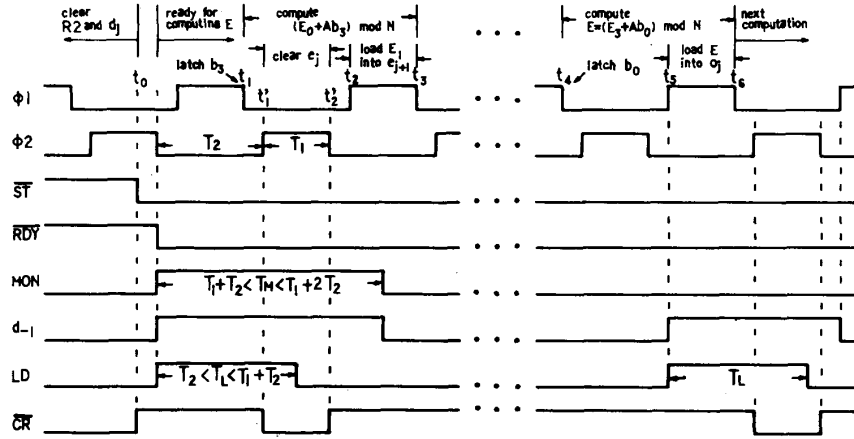 clear
R2 and dj
ready for
computing E
compute
(E0+Ab3) mod N
. . .
compute
E=(E3+Ab0) mod N
next
computation
clear ej
load E1
into ej+1
load E
into oj
latch b3
latch b0
t0
t1
t1'
t2'
t2
t3
t4
t5
t6
ϕ1
. . .
ϕ2
T2
T1
. . .
S̅T̅
. . .
R̅D̅Y̅
. . .
MON
T1+T2<TM<T1+2T2
. . .
d-1
. . .
LD
T2<TL<T1+T2
. . .
TL
C̅R̅
. . .